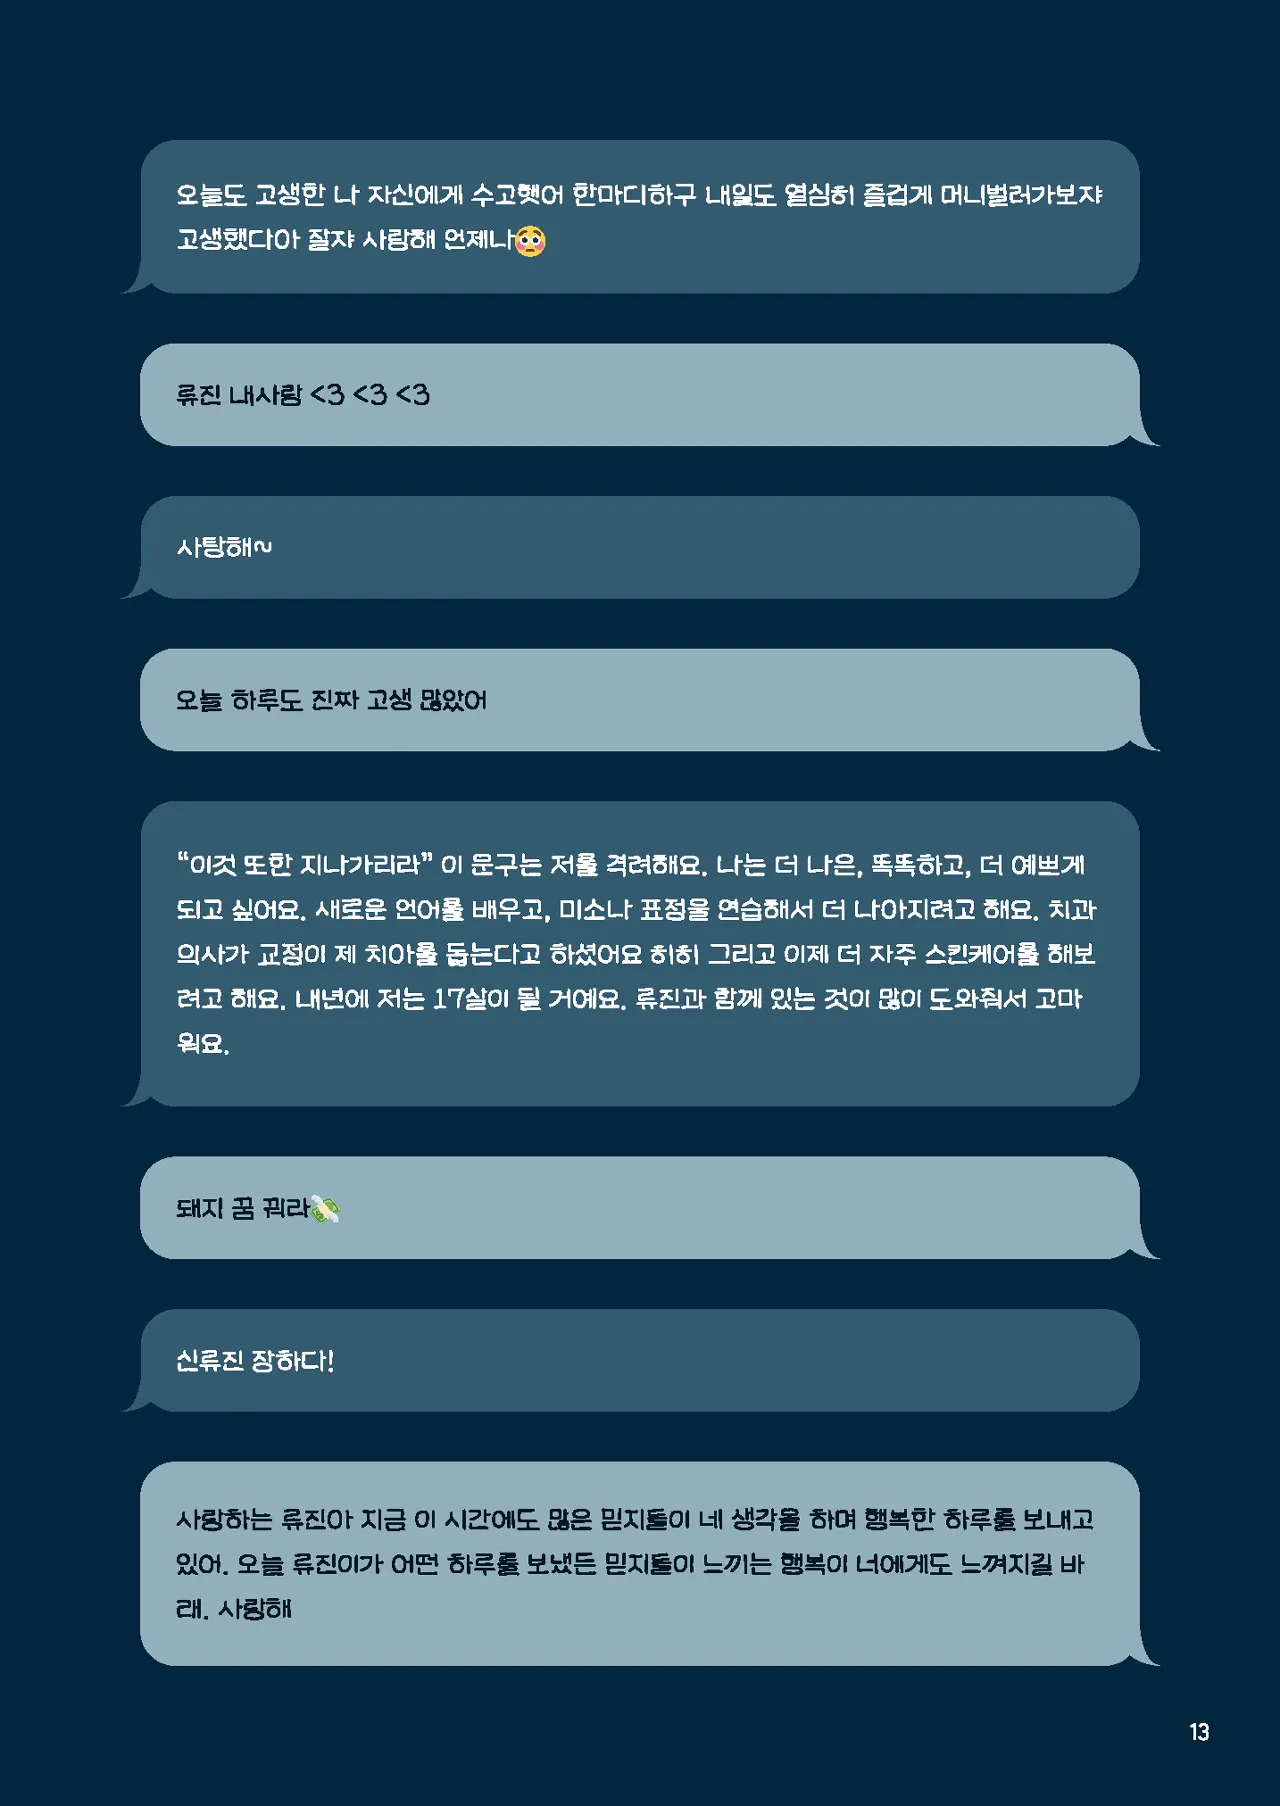 오늘도 고생한 나 자신에게 수고햇어 한마디하구 내일도 열심히 즐겁게 머니벌러가보쟈
고생했다아 잘쟈 사랑해 언제나😳
류진 내사랑 <3 <3 <3
사탕해~
오늘 하루도 진짜 고생 많았어
“이것 또한 지나가리라” 이 문구는 저를 격려해요. 나는 더 나은, 똑똑하고, 더 예쁘게
되고 싶어요. 새로운 언어를 배우고, 미소나 표정을 연습해서 더 나아지려고 해요. 치과
의사가 교정이 제 치아를 돕는다고 하셨어요 히히 그리고 이제 더 자주 스킨케어를 해보
려고 해요. 내년에 저는 17살이 될 거예요. 류진과 함께 있는 것이 많이 도와줘서 고마
워요.
돼지 꿈 꿔라💸
신류진 장하다!
사랑하는 류진아 지금 이 시간에도 많은 믿지들이 네 생각을 하며 행복한 하루를 보내고
있어. 오늘 류진이가 어떤 하루를 보냈든 믿지들이 느끼는 행복이 너에게도 느껴지길 바
래. 사랑해
13